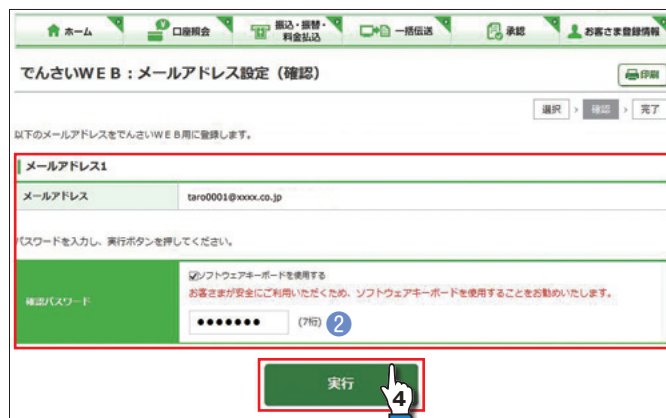 ホーム
口座照会
振込・振替・
料金払込
一括伝送
承認
お客さま登録情報
でんさいWEB：メールアドレス設定（確認）
印刷
選択 › 確認 › 完了
以下のメールアドレスをでんさいWEB用に登録します。
メールアドレス1
メールアドレス
taro0001@xxxx.co.jp
パスワードを入力し、実行ボタンを押してください。
確認パスワード
ソフトウェアキーボードを使用する
お客さまが安全にご利用いただくため、ソフトウェアキーボードを使用することをお勧めいたします。
●●●●●●● (7桁) 2
実行
4